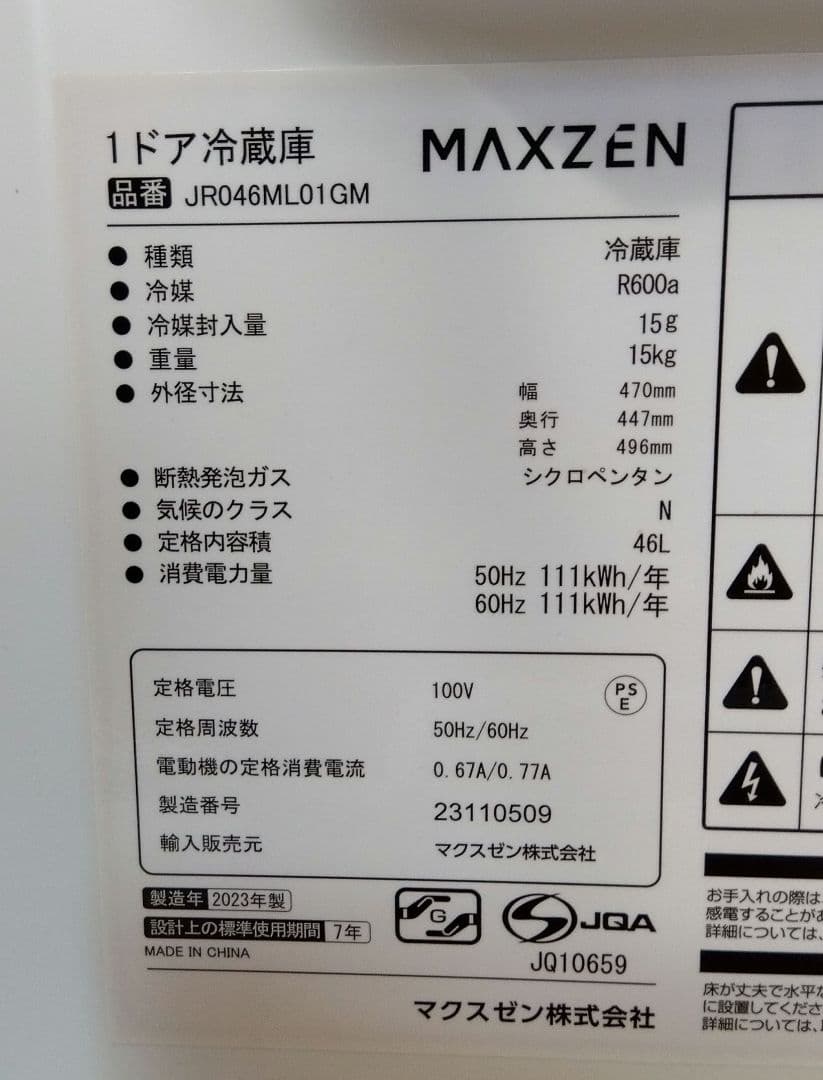 1ドア冷蔵庫 MAXZEN
品番 JR046ML01GM
● 種類 冷蔵庫
● 冷媒 R600a
● 冷媒封入量 15g
● 重量 15kg
● 外径寸法 幅 470mm
奥行 447mm
高さ 496mm
● 断熱発泡ガス シクロペンタン
● 気候のクラス N
● 定格内容積 46L
● 消費電力量 50Hz 111kWh/年
60Hz 111kWh/年
定格電圧 100V
PS
E
定格周波数 50Hz/60Hz
電動機の定格消費電流 0.67A/0.77A
製造番号 23110509
輸入販売元 マクスゼン株式会社
製造年 2023年製
設計上の標準使用期間 7年
MADE IN CHINA
G
JQA
JQ10659
マクスゼン株式会社
お手入れの際は、
感電することがあ
詳細については、
床が丈夫で水平な
に設置してくださ
詳細については、